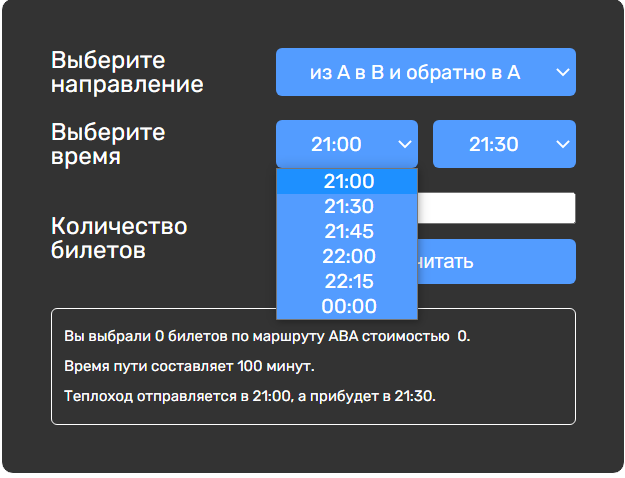 Выберите
направление
из А в В и обратно в А
Выберите
время
21:00
21:30
21:00
21:30
21:45
22:00
22:15
00:00
Количество
билетов
читать
Вы выбрали 0 билетов по маршруту АВА стоимостью 0.
Время пути составляет 100 минут.
Теплоход отправляется в 21:00, а прибудет в 21:30.